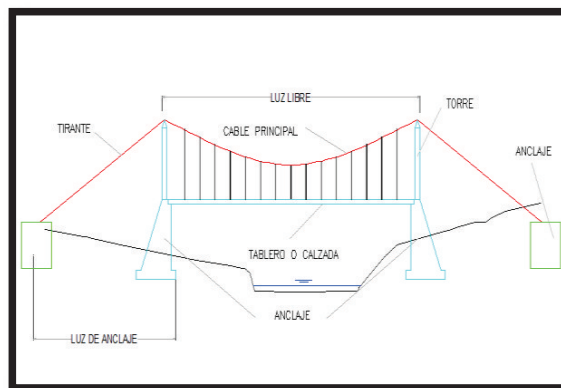 LUZ LIBRE
TORRE
TIRANTE
CABLE PRINCIPAL
ANCLAJE
TABLERO O CALZADA
ANCLAJE
LUZ DE ANCLAJE